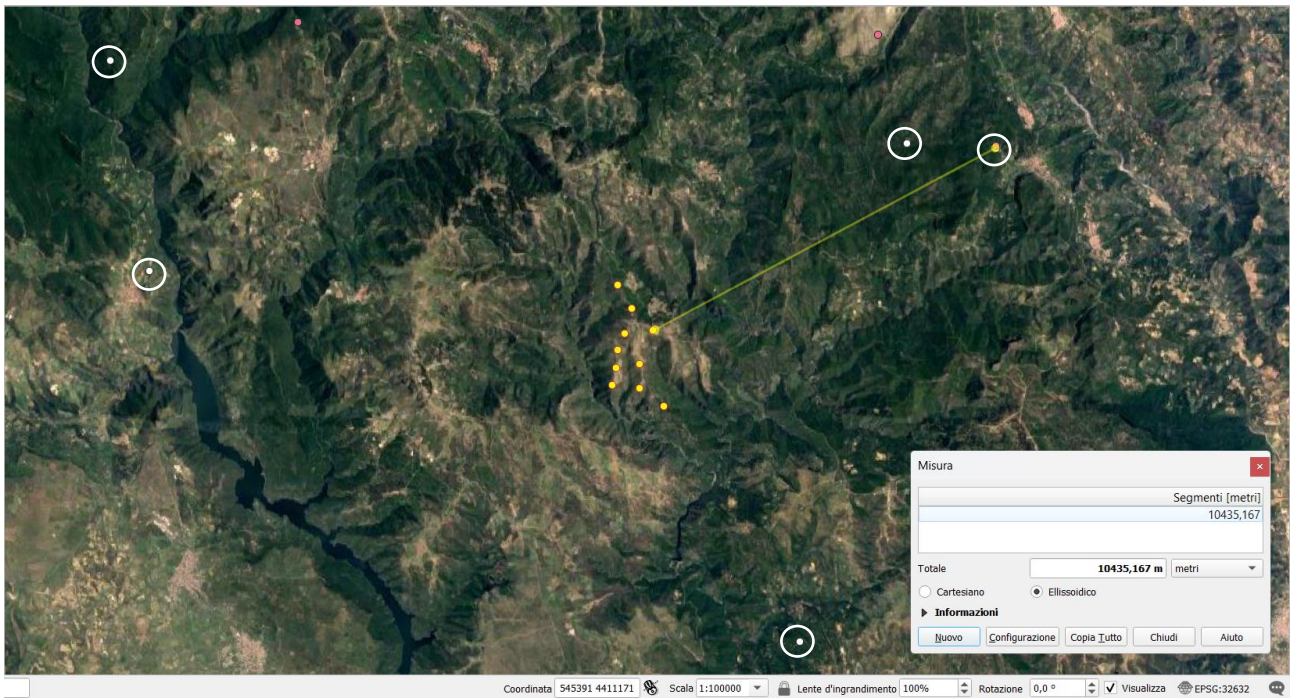 Misura
Segmenti [metri]
10435,167
Totale 10435,167 m metri
Cartesiano Ellissoidico
Informazioni
Nuovo Configurazione Copia Tutto Chiudi Aiuto
Coordinata 545391 4411171 Scala 1:100000 Lente d'ingrandimento 100% Rotazione 0,0 ° Visualizza EPSG:32632